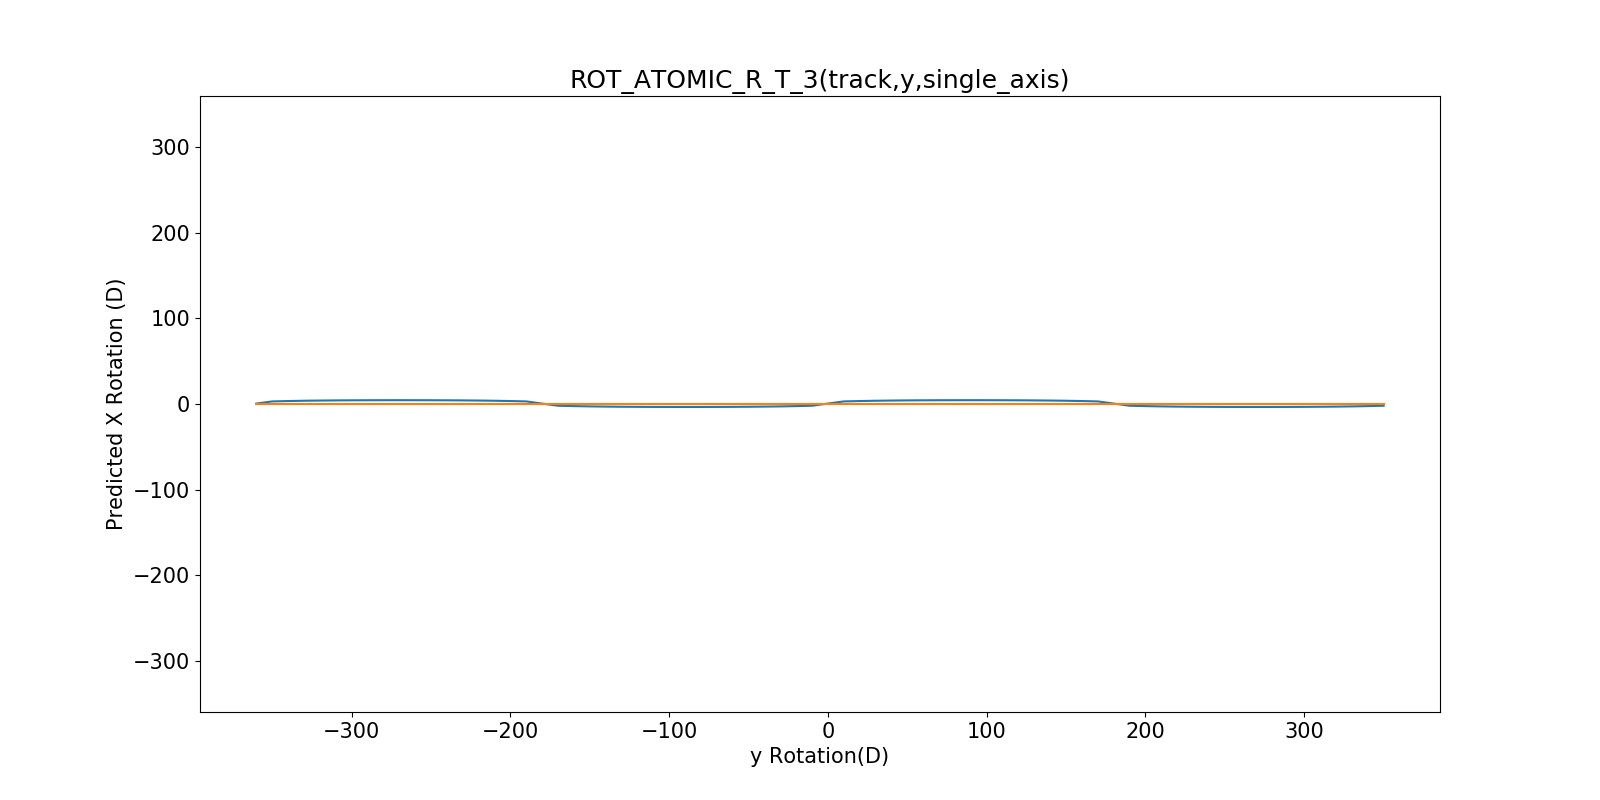 ROT_ATOMIC_R_T_3(track,y,single_axis)
300
200
100
0
−100
−200
−300
Predicted X Rotation (D)
−300 −200 −100 0 100 200 300
y Rotation(D)